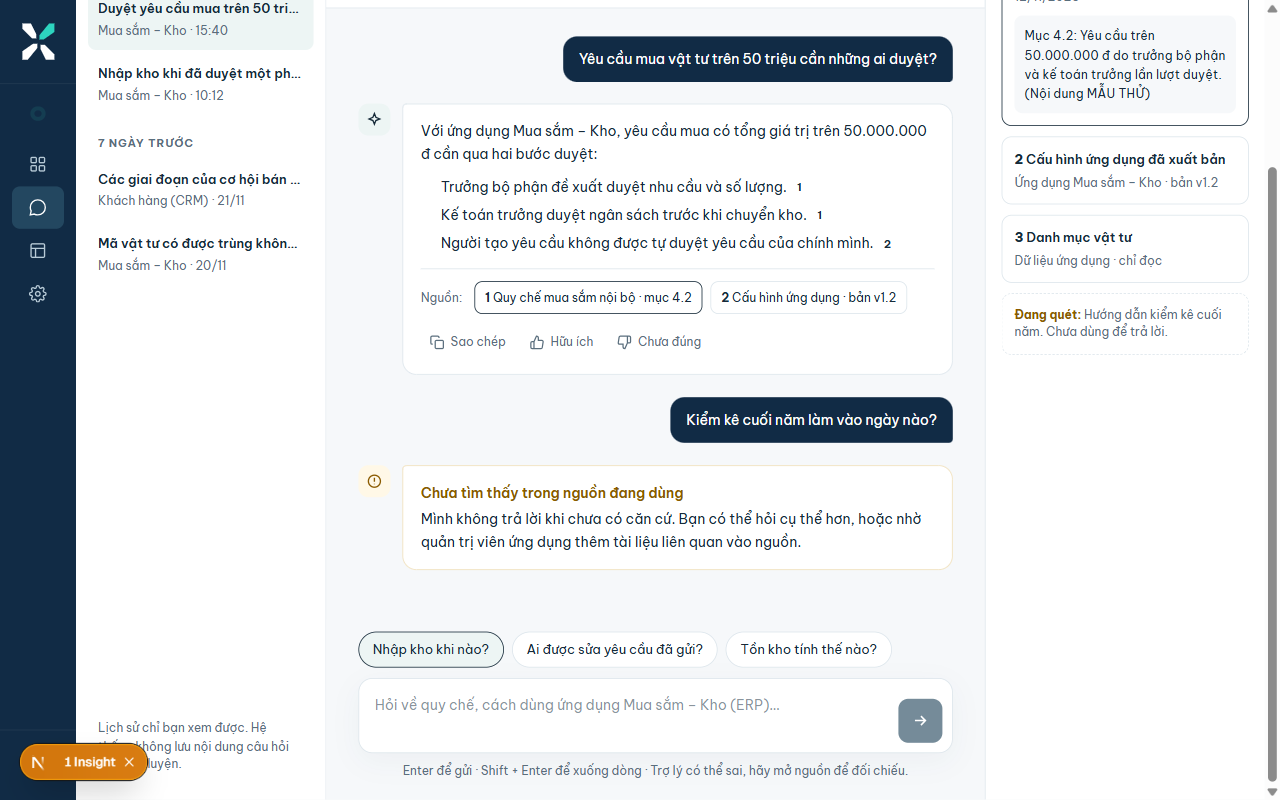 Duyệt yêu cầu mua trên 50 tri...
Mua sắm – Kho · 15:40
Nhập kho khi đã duyệt một ph...
Mua sắm – Kho · 10:12
7 NGÀY TRƯỚC
Các giai đoạn của cơ hội bán ...
Khách hàng (CRM) · 21/11
Mã vật tư có được trùng khôn...
Mua sắm – Kho · 20/11
Lịch sử chỉ bạn xem được. Hệ
không lưu nội dung câu hỏi
luyện.
1 Insight
Yêu cầu mua vật tư trên 50 triệu cần những ai duyệt?
Với ứng dụng Mua sắm – Kho, yêu cầu mua có tổng giá trị trên 50.000.000
đ cần qua hai bước duyệt:
Trưởng bộ phận đề xuất duyệt nhu cầu và số lượng. 1
Kế toán trưởng duyệt ngân sách trước khi chuyển kho. 1
Người tạo yêu cầu không được tự duyệt yêu cầu của chính mình. 2
Nguồn: 1 Quy chế mua sắm nội bộ · mục 4.2 2 Cấu hình ứng dụng · bản v1.2
Sao chép Hữu ích Chưa đúng
Kiểm kê cuối năm làm vào ngày nào?
Chưa tìm thấy trong nguồn đang dùng
Mình không trả lời khi chưa có căn cứ. Bạn có thể hỏi cụ thể hơn, hoặc nhờ
quản trị viên ứng dụng thêm tài liệu liên quan vào nguồn.
Nhập kho khi nào? Ai được sửa yêu cầu đã gửi? Tồn kho tính thế nào?
Hỏi về quy chế, cách dùng ứng dụng Mua sắm – Kho (ERP)...
Enter để gửi · Shift + Enter để xuống dòng · Trợ lý có thể sai, hãy mở nguồn để đối chiếu.
Mục 4.2: Yêu cầu trên
50.000.000 đ do trưởng bộ phận
và kế toán trưởng lần lượt duyệt.
(Nội dung MẪU THỬ)
2 Cấu hình ứng dụng đã xuất bản
Ứng dụng Mua sắm – Kho · bản v1.2
3 Danh mục vật tư
Dữ liệu ứng dụng · chỉ đọc
Đang quét: Hướng dẫn kiểm kê cuối
năm. Chưa dùng để trả lời.